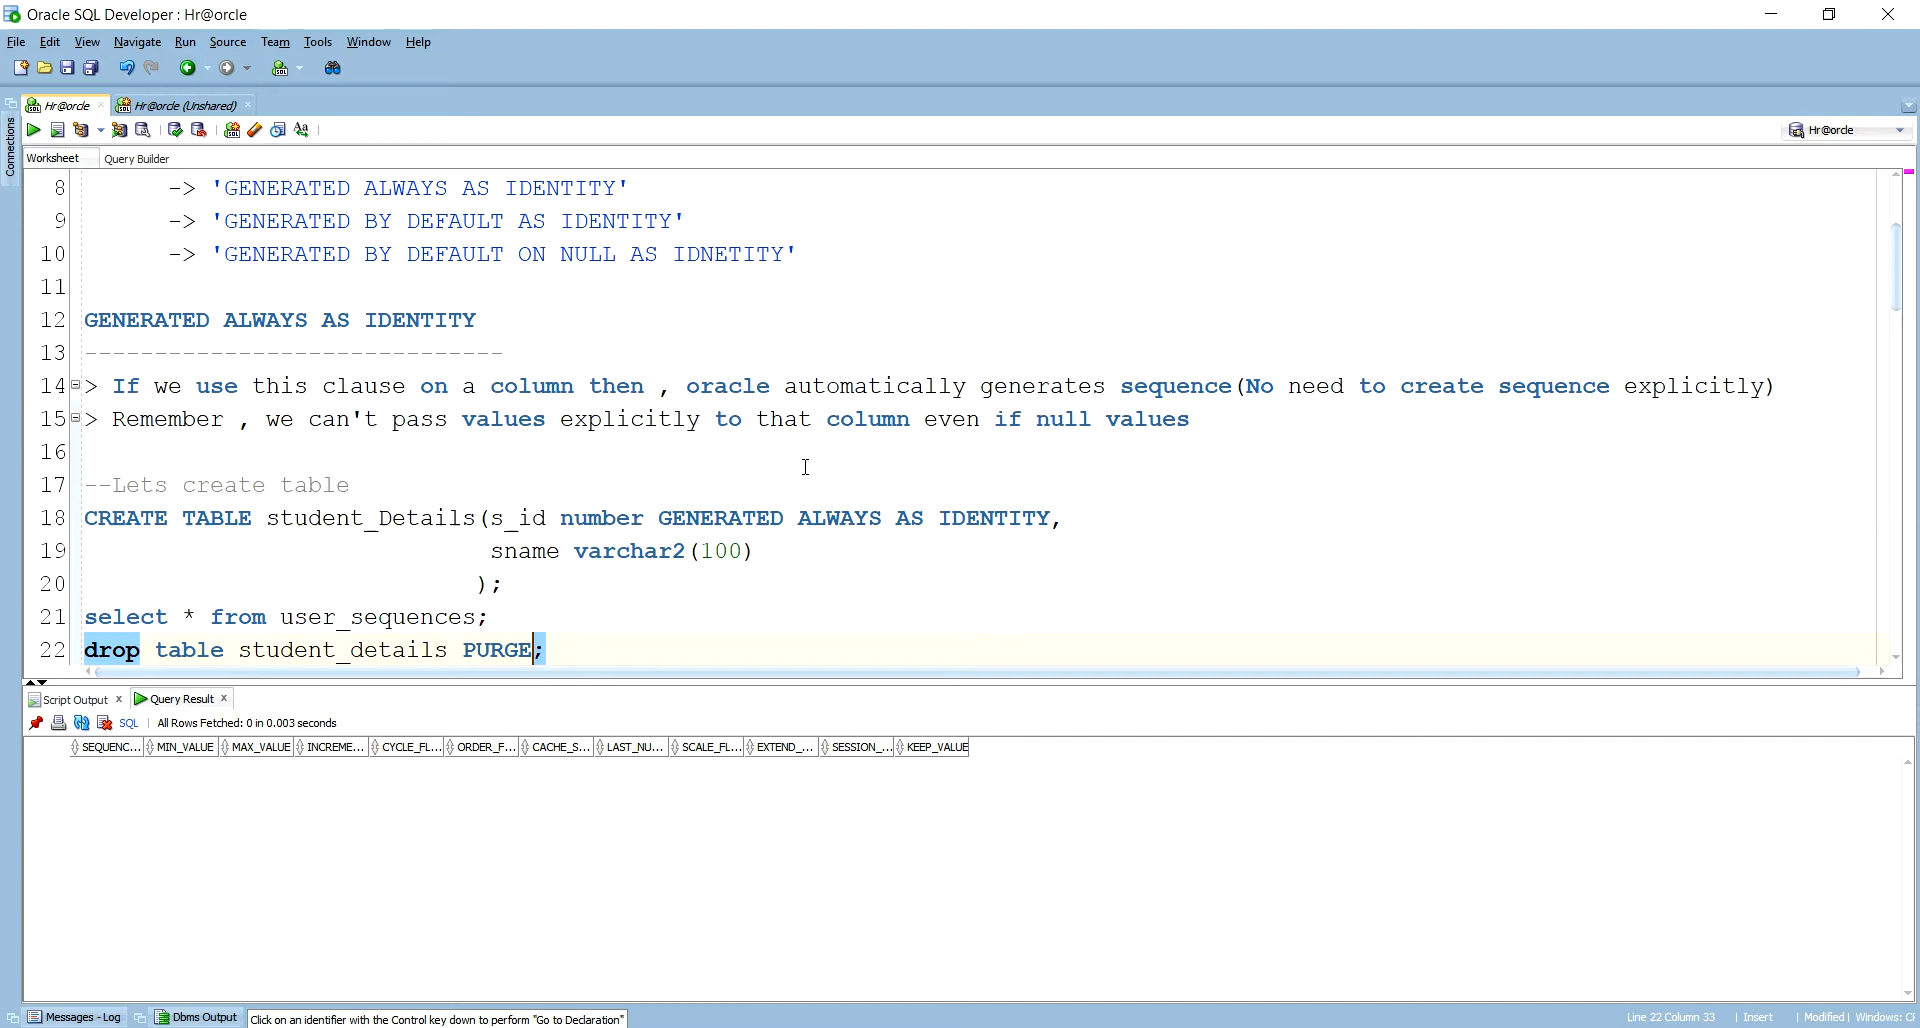 Oracle SQL Developer : Hr@orcle
File Edit View Navigate Run Source Team Tools Window Help
Connections
Hr@orcle Hr@orcle (Unshared)
Hr@orcle
Worksheet Query Builder
8 -> 'GENERATED ALWAYS AS IDENTITY'
9 -> 'GENERATED BY DEFAULT AS IDENTITY'
10 -> 'GENERATED BY DEFAULT ON NULL AS IDNETITY'
11
12 GENERATED ALWAYS AS IDENTITY
13 ------------------------------
14 > If we use this clause on a column then , oracle automatically generates sequence(No need to create sequence explicitly)
15 > Remember , we can't pass values explicitly to that column even if null values
16
17 --Lets create table
18 CREATE TABLE student_Details(s_id number GENERATED ALWAYS AS IDENTITY,
19 sname varchar2(100)
20 );
21 select * from user_sequences;
22 drop table student_details PURGE;
Script Output Query Result
SQL All Rows Fetched: 0 in 0.003 seconds
SEQUENC... MIN_VALUE MAX_VALUE INCREME... CYCLE_FL... ORDER_F... CACHE_S... LAST_NU... SCALE_FL... EXTEND_... SESSION_... KEEP_VALUE
Messages - Log Dbms Output Click on an identifier with the Control key down to perform "Go to Declaration" Line 22 Column 33 | Insert | Modified | Windows: CF